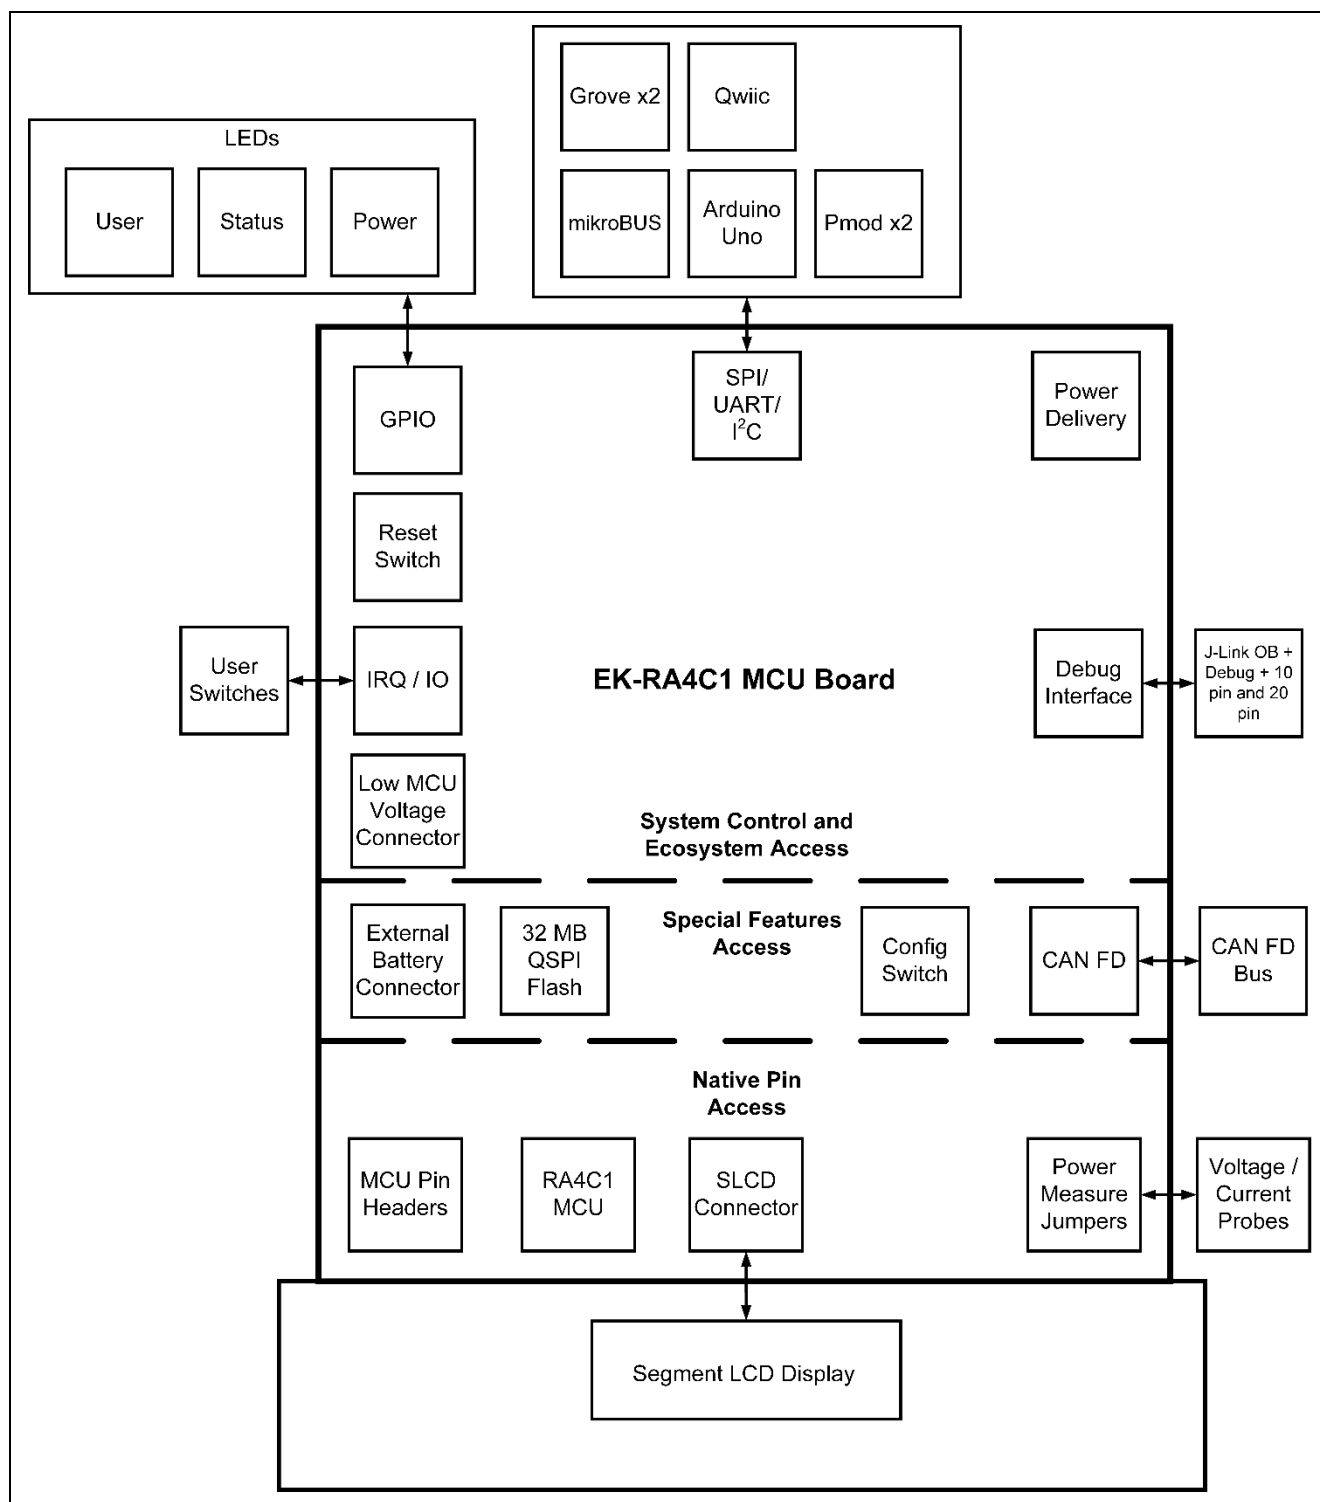 Grove x2
Qwiic
LEDs
User
Status
Power
mikroBUS
Arduino
Uno
Pmod x2
GPIO
SPI/
UART/
I²C
Power
Delivery
Reset
Switch
User
Switches
IRQ / IO
EK-RA4C1 MCU Board
Debug
Interface
J-Link OB +
Debug + 10
pin and 20
pin
Low MCU
Voltage
Connector
System Control and
Ecosystem Access
External
Battery
Connector
32 MB
QSPI
Flash
Special Features
Access
Config
Switch
CAN FD
CAN FD
Bus
Native Pin
Access
MCU Pin
Headers
RA4C1
MCU
SLCD
Connector
Power
Measure
Jumpers
Voltage /
Current
Probes
Segment LCD Display